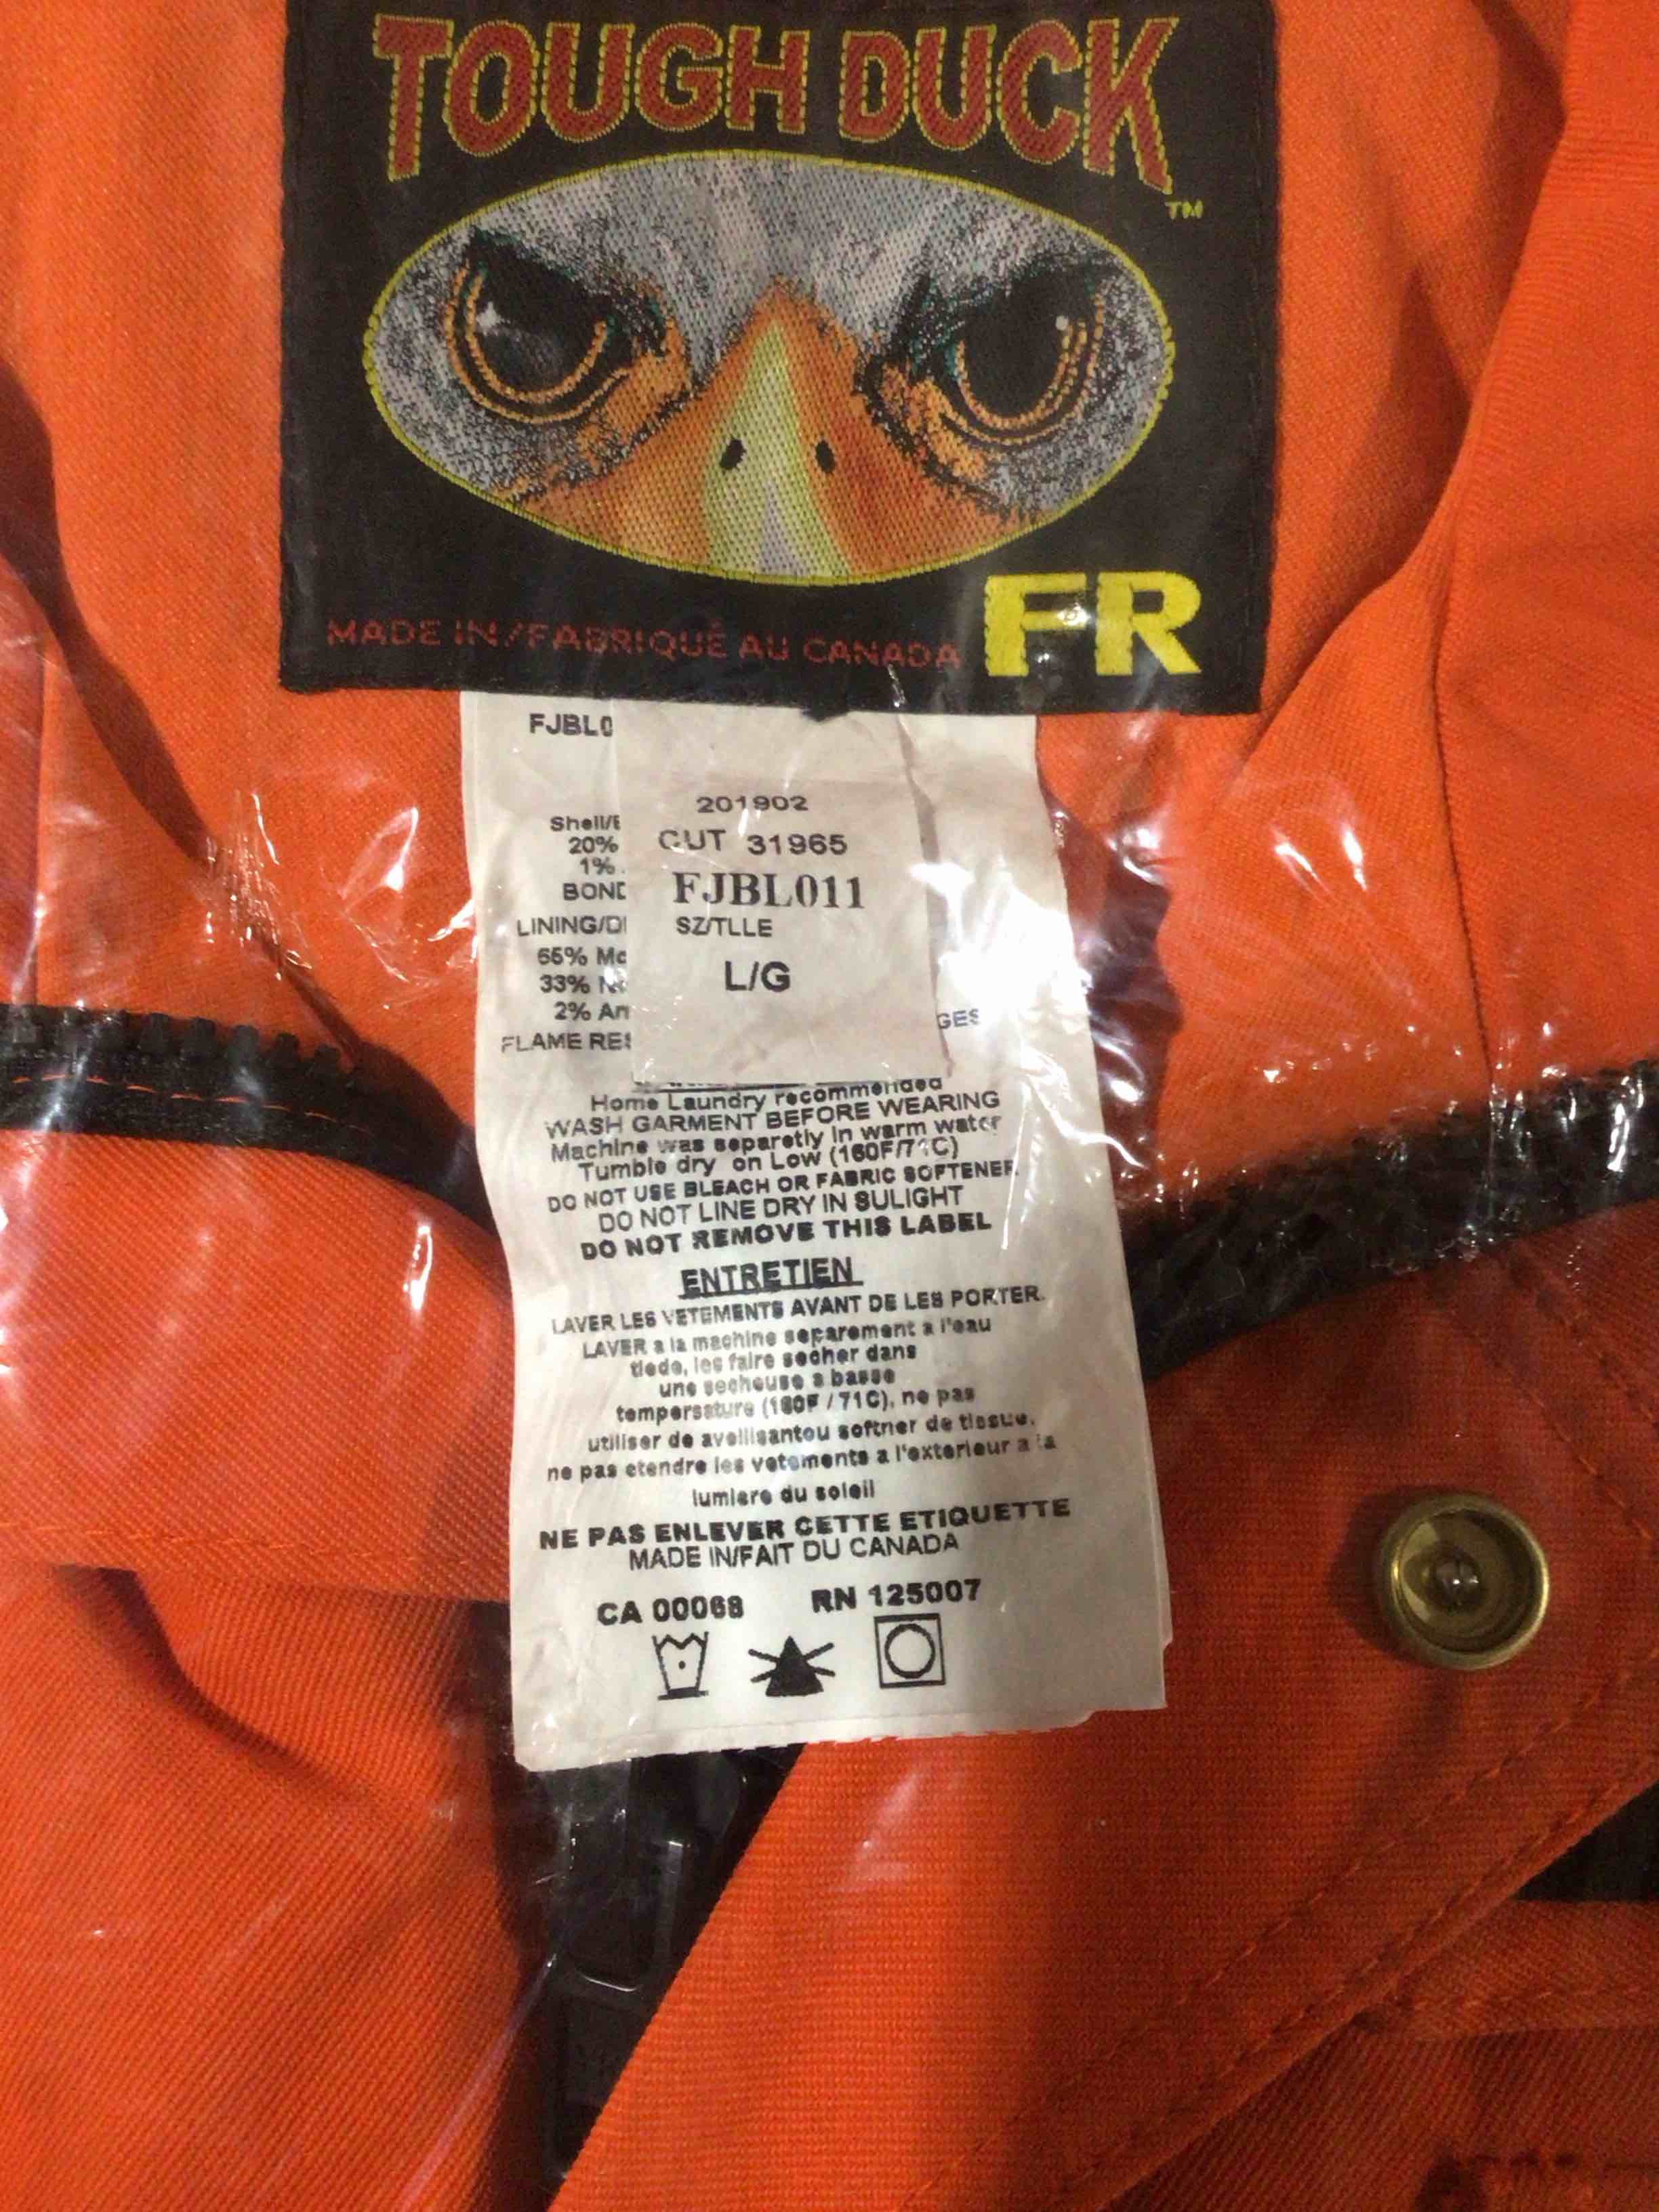 TOUGH DUCK
TM
MADE IN/FABRIQUÉ AU CANADA
FR
FJBL0
201902
CUT 31965
FJBL011
SZ/TLLE
L/G
Shell/E
20%
1%
BOND
LINING/D
65% Mo
33%
2% An
FLAME RES
GES
Home Laundry recommended
WASH GARMENT BEFORE WEARING
Machine was separetly in warm water
Tumble dry on Low (160F/71C)
DO NOT USE BLEACH OR FABRIC SOFTENER
DO NOT LINE DRY IN SULIGHT
DO NOT REMOVE THIS LABEL
ENTRETIEN
LAVER LES VETEMENTS AVANT DE LES PORTER.
LAVER a la machine separement a l'eau
tiede, les faire secher dans
une secheuse a basse
tempersature (160F / 71C), ne pas
utiliser de avellisantou softner de tissue.
ne pas etendre les vetements a l'exterieur a la
lumiere du soleil
NE PAS ENLEVER CETTE ETIQUETTE
MADE IN/FAIT DU CANADA
CA 00068 RN 125007